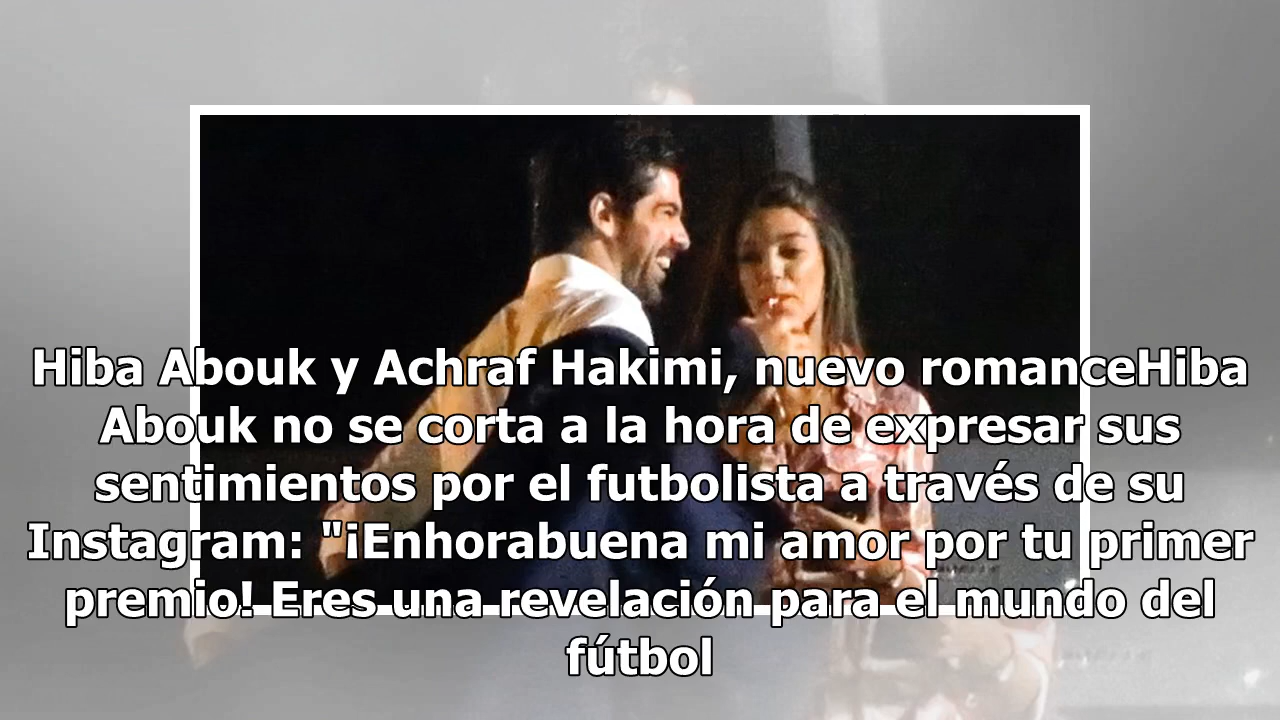 Hiba Abouk y Achraf Hakimi, nuevo romanceHiba
Abouk no se corta a la hora de expresar sus
sentimientos por el futbolista a través de su
Instagram: "¡Enhorabuena mi amor por tu primer
premio! Eres una revelación para el mundo del
fútbol